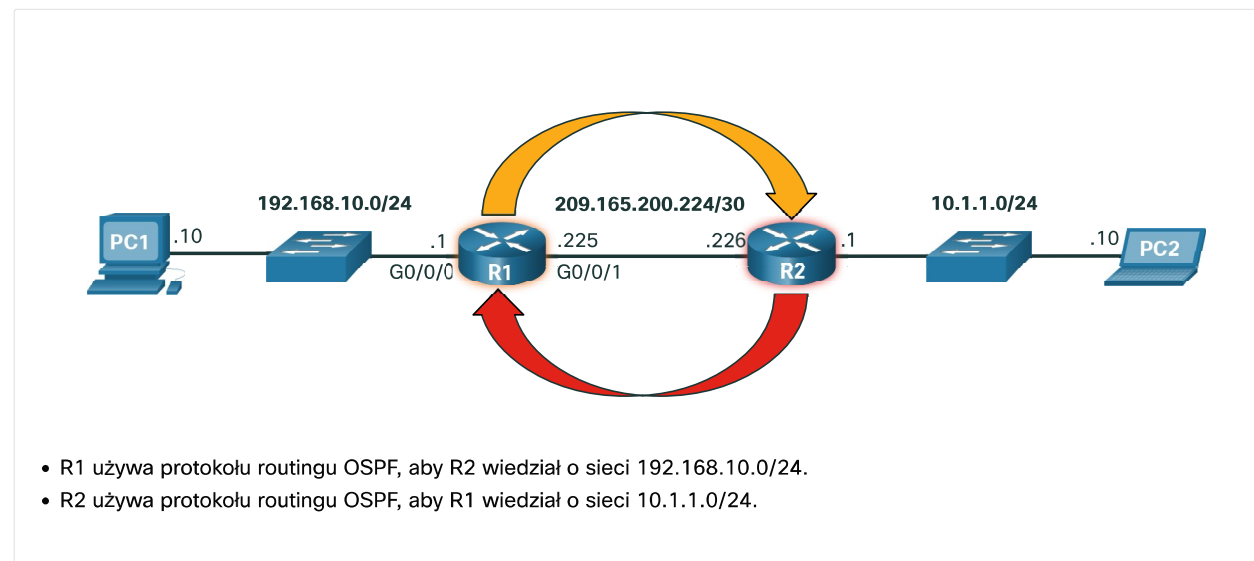 192.168.10.0/24 209.165.200.224/30 10.1.1.0/24
PC1 .10 .1 .225 .226 .1 .10 PC2
G0/0/0 R1 G0/0/1 R2
• R1 używa protokołu routingu OSPF, aby R2 wiedział o sieci 192.168.10.0/24.
• R2 używa protokołu routingu OSPF, aby R1 wiedział o sieci 10.1.1.0/24.